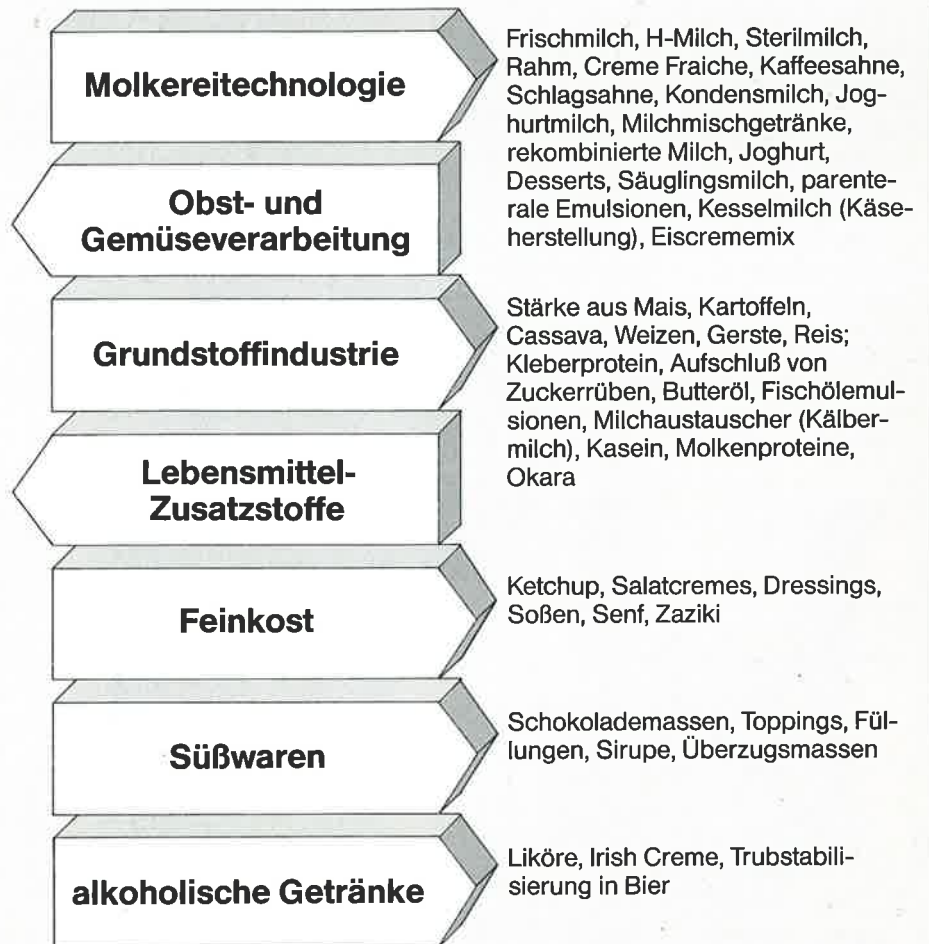 Molkereitechnologie
Frischmilch, H-Milch, Sterilmilch,
Rahm, Creme Fraiche, Kaffeesahne,
Schlagsahne, Kondensmilch, Jog-
hurtmilch, Milchmischgetränke,
rekombinierte Milch, Joghurt,
Desserts, Säuglingsmilch, parente-
rale Emulsionen, Kesselmilch (Käse-
herstellung), Eiscrememix
Obst- und
Gemüseverarbeitung
Grundstoffindustrie
Stärke aus Mais, Kartoffeln,
Cassava, Weizen, Gerste, Reis;
Kleberprotein, Aufschluß von
Zuckerrüben, Butteröl, Fischölemul-
sionen, Milchaustauscher (Kälber-
milch), Kasein, Molkenproteine,
Okara
Lebensmittel-
Zusatzstoffe
Feinkost
Ketchup, Salatcremes, Dressings,
Soßen, Senf, Zaziki
Süßwaren
Schokolademassen, Toppings, Fül-
lungen, Sirupe, Überzugsmassen
alkoholische Getränke
Liköre, Irish Creme, Trubstabili-
sierung in Bier